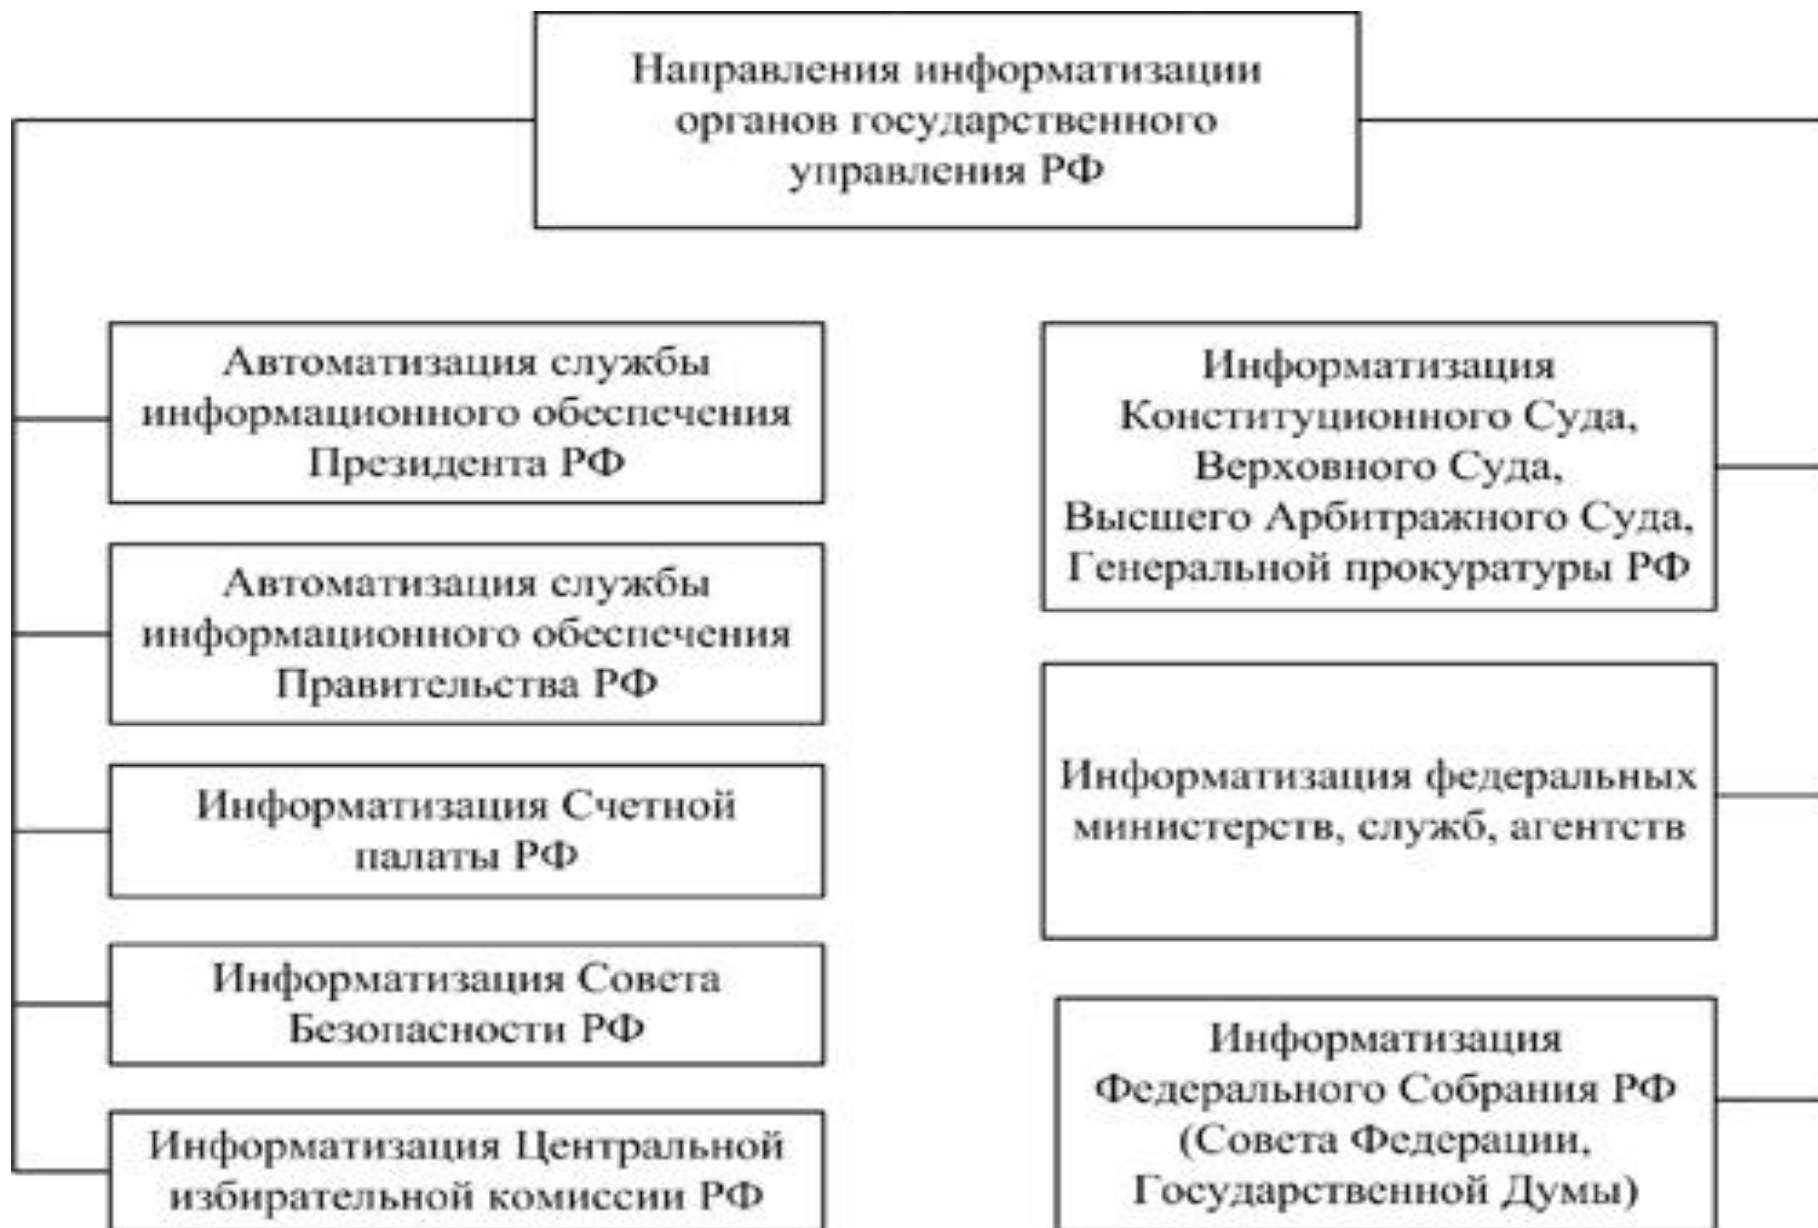 Направления информатизации
органов государственного
управления РФ
Автоматизация службы
информационного обеспечения
Президента РФ
Автоматизация службы
информационного обеспечения
Правительства РФ
Информатизация Счетной
палаты РФ
Информатизация Совета
Безопасности РФ
Информатизация Центральной
избирательной комиссии РФ
Информатизация
Конституционного Суда,
Верховного Суда,
Высшего Арбитражного Суда,
Генеральной прокуратуры РФ
Информатизация федеральных
министерств, служб, агентств
Информатизация
Федерального Собрания РФ
(Совета Федерации,
Государственной Думы)